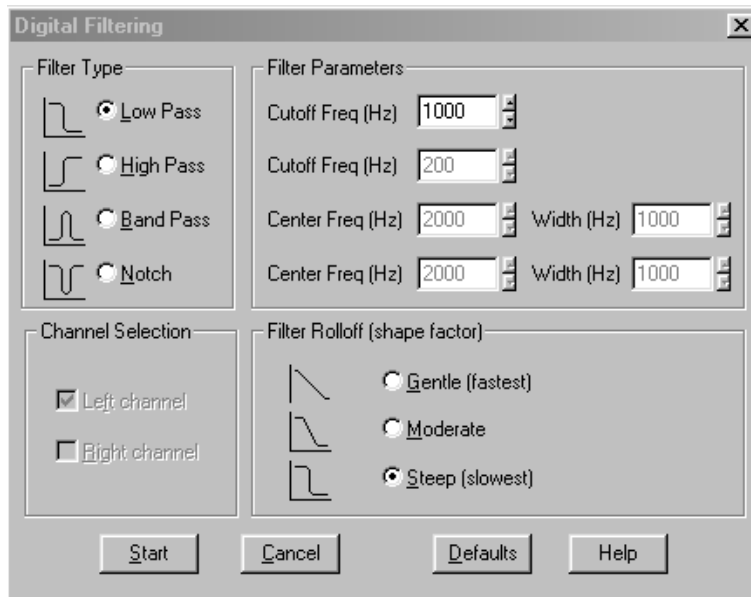 Digital Filtering
Filter Type
Low Pass
High Pass
Band Pass
Notch
Filter Parameters
Cutoff Freq (Hz) 1000
Cutoff Freq (Hz) 200
Center Freq (Hz) 2000 Width (Hz) 1000
Center Freq (Hz) 2000 Width (Hz) 1000
Channel Selection
Left channel
Right channel
Filter Rolloff (shape factor)
Gentle (fastest)
Moderate
Steep (slowest)
Start Cancel Defaults Help